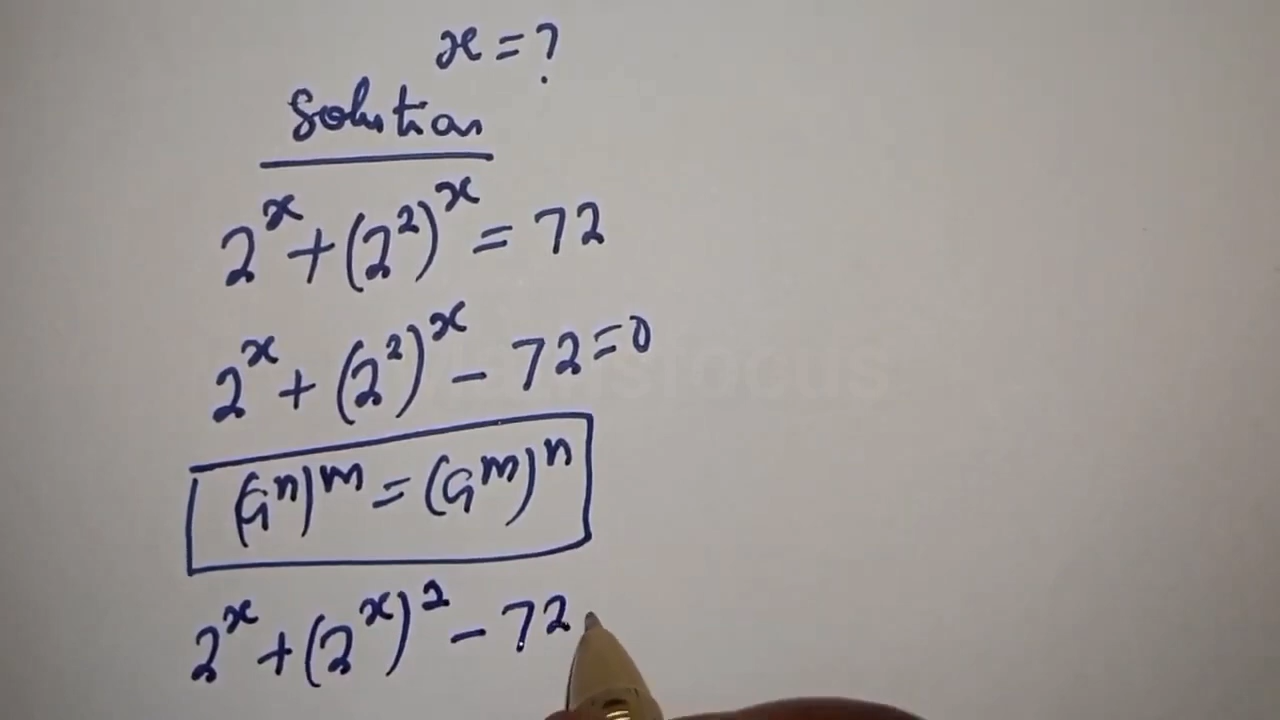 x = ?
Solution
2^x + (2^2)^x = 72
2^x + (2^2)^x - 72 = 0
(a^n)^m = (a^m)^n
2^x + (2^x)^2 - 72